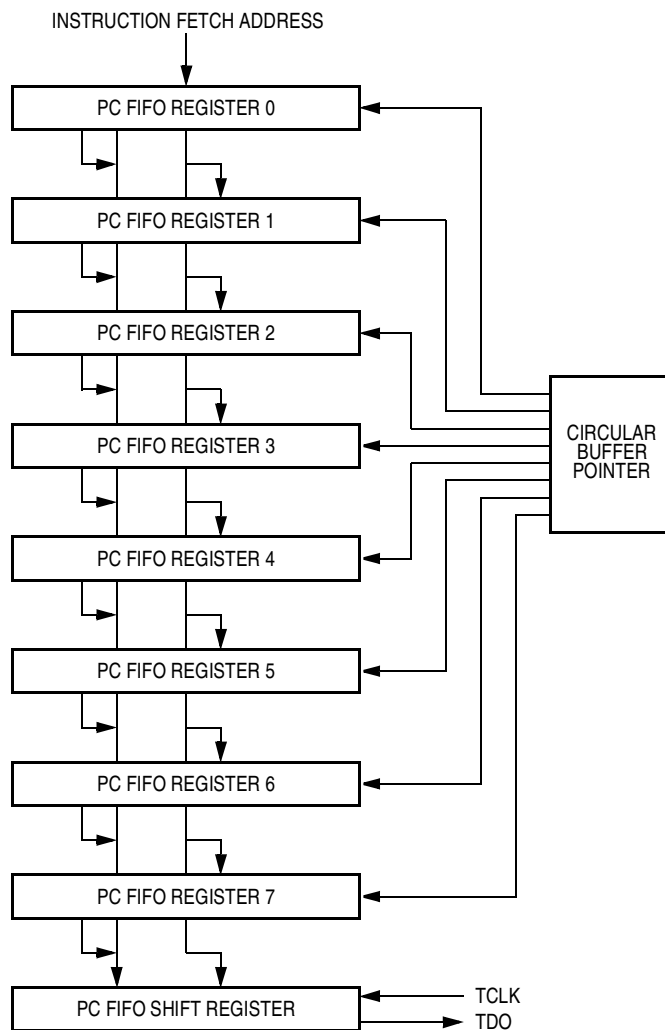 INSTRUCTION FETCH ADDRESS
PC FIFO REGISTER 0
PC FIFO REGISTER 1
PC FIFO REGISTER 2
PC FIFO REGISTER 3
PC FIFO REGISTER 4
PC FIFO REGISTER 5
PC FIFO REGISTER 6
PC FIFO REGISTER 7
PC FIFO SHIFT REGISTER
CIRCULAR
BUFFER
POINTER
TCLK
TDO